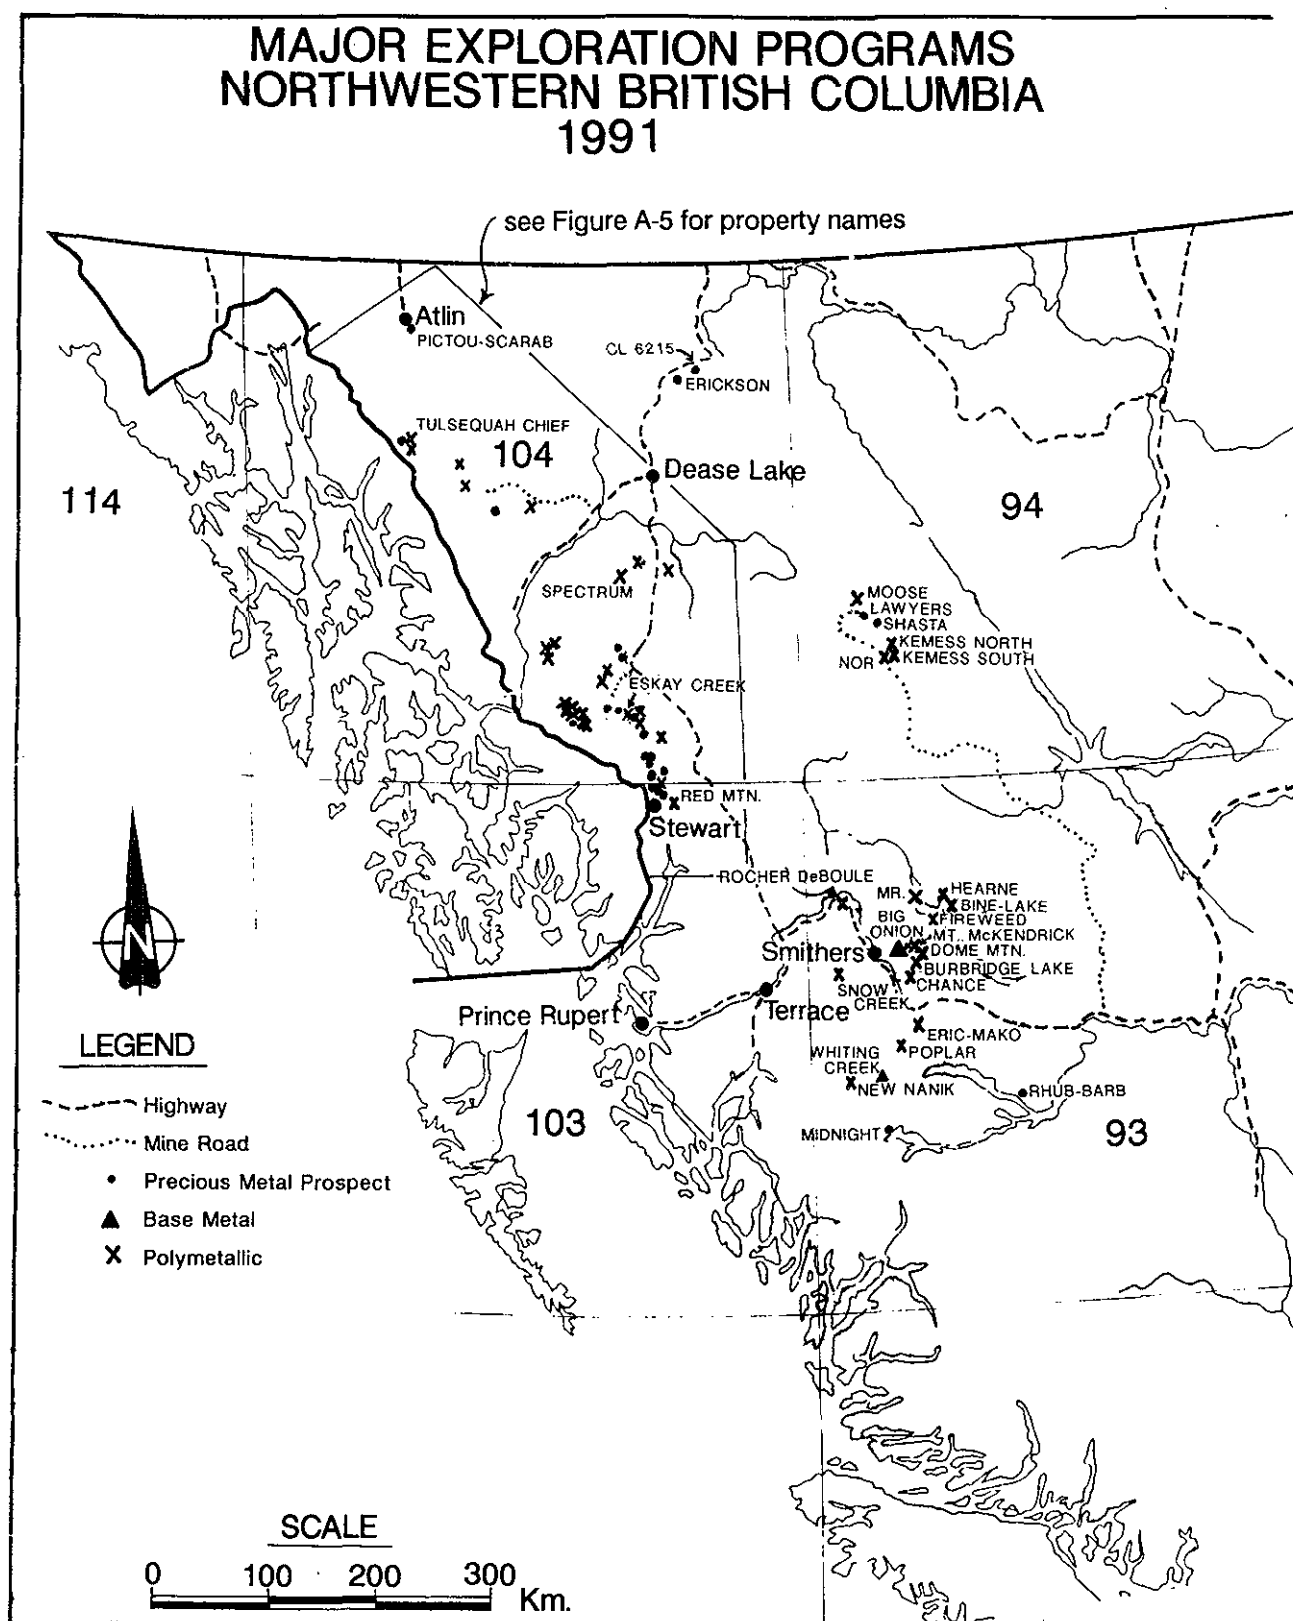 MAJOR EXPLORATION PROGRAMS
NORTHWESTERN BRITISH COLUMBIA
1991
see Figure A-5 for property names
Atlin
PICTOU-SCARAB
CL 6215
ERICKSON
TULSEQUAH CHIEF
104
Dease Lake
114
94
SPECTRUM
MOOSE
LAWYERS
SHASTA
KEMESS NORTH
NOR
KEMESS SOUTH
ESKAY CREEK
RED MTN.
Stewart
ROCHER DeBOULE
MR.
HEARNE
BINE-LAKE
BIG
ONION
FIREWEED
MT. McKENDRICK
Smithers
DOME MTN.
BURBRIDGE LAKE
SNOW
CREEK
CHANCE
Terrace
Prince Rupert
ERIC-MAKO
POPLAR
WHITING
CREEK
NEW NANIK
RHUB-BARB
MIDNIGHT
103
93
N
LEGEND
Highway
Mine Road
Precious Metal Prospect
Base Metal
Polymetallic
SCALE
0 100 200 300
Km.